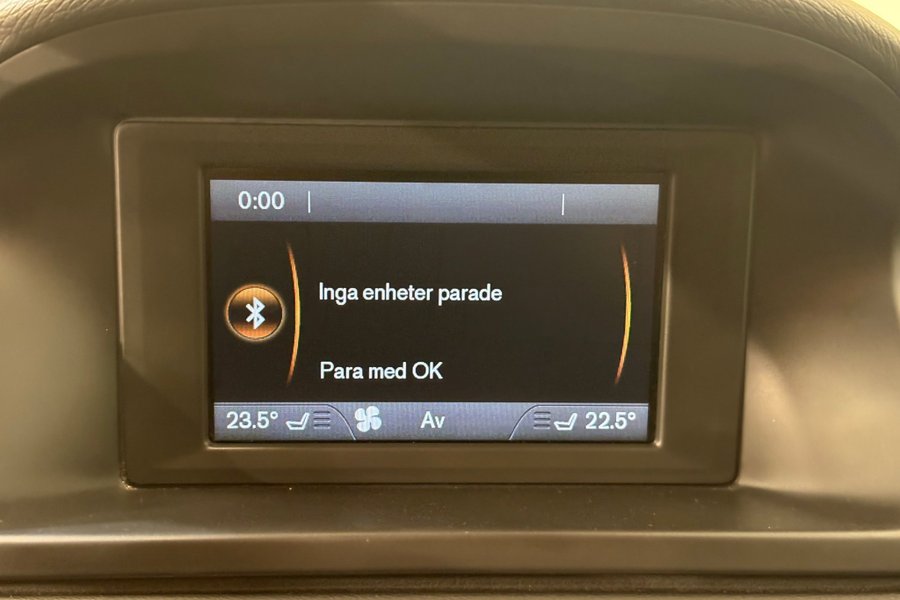 0:00
Inga enheter parade
Para med OK
23.5° Av 22.5°